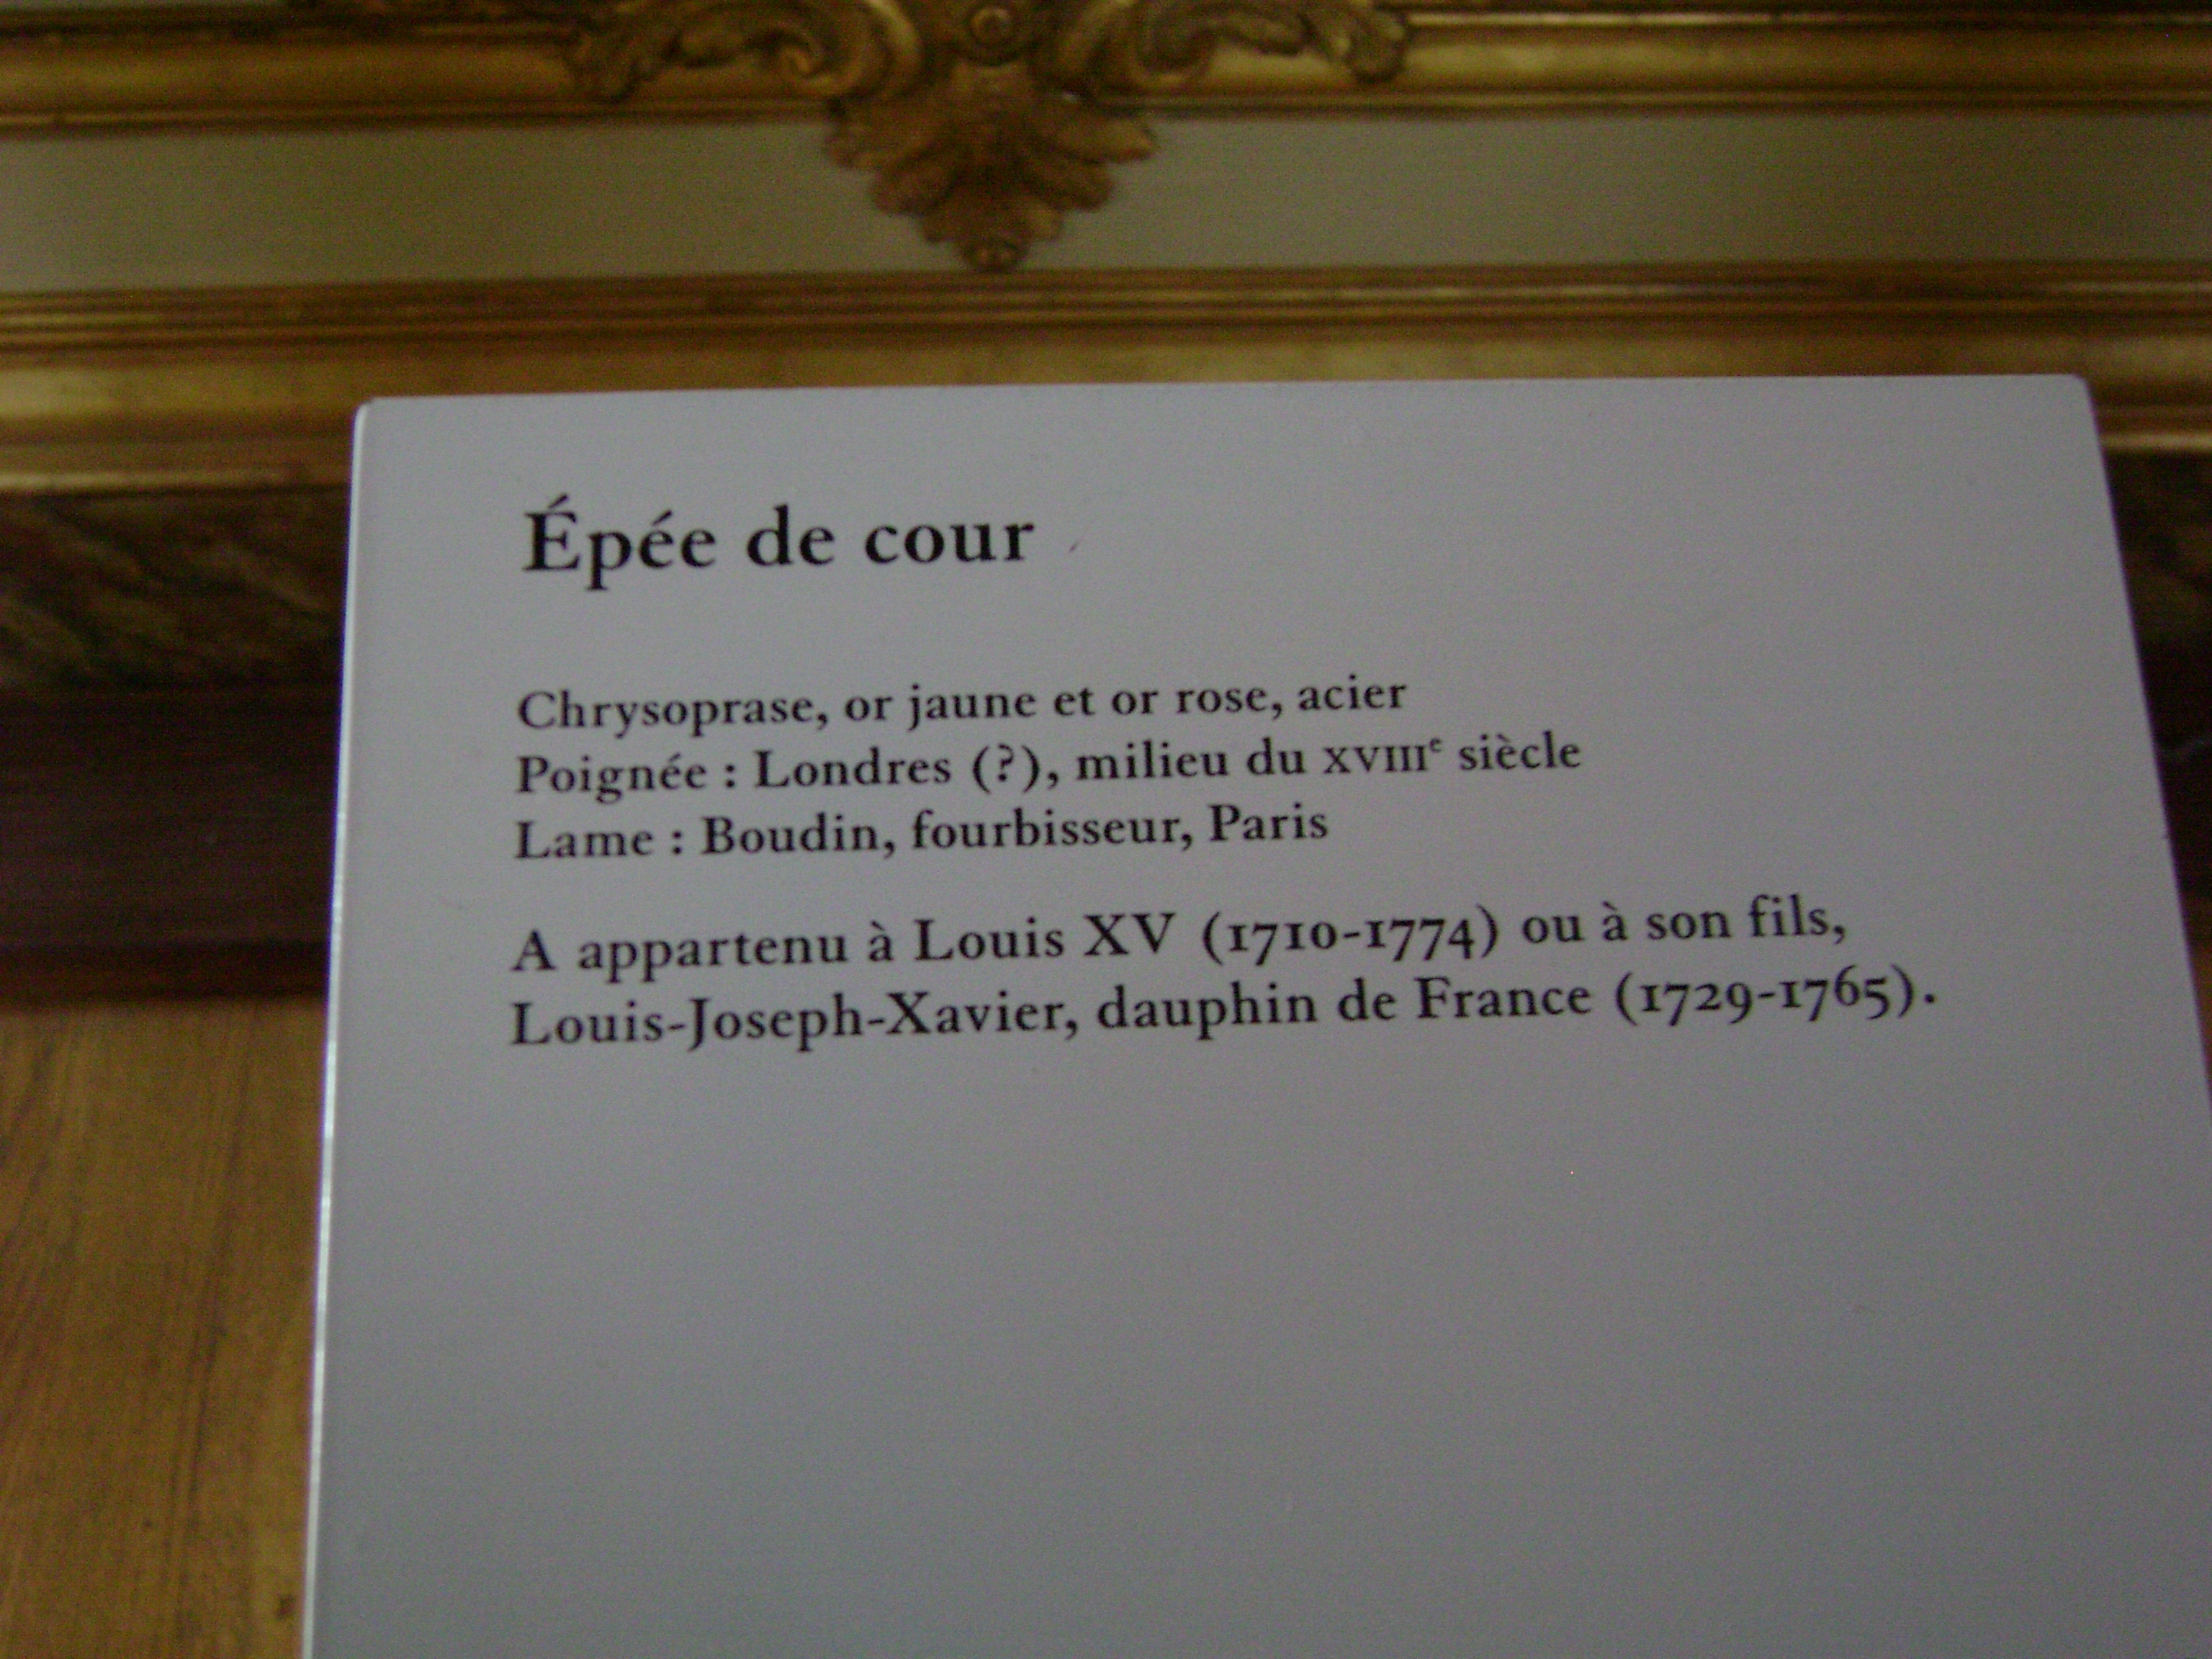 Épée de cour
Chrysoprase, or jaune et or rose, acier
Poignée : Londres (?), milieu du XVIIIe siècle
Lame : Boudin, fourbisseur, Paris
A appartenu à Louis XV (1710-1774) ou à son fils,
Louis-Joseph-Xavier, dauphin de France (1729-1765).